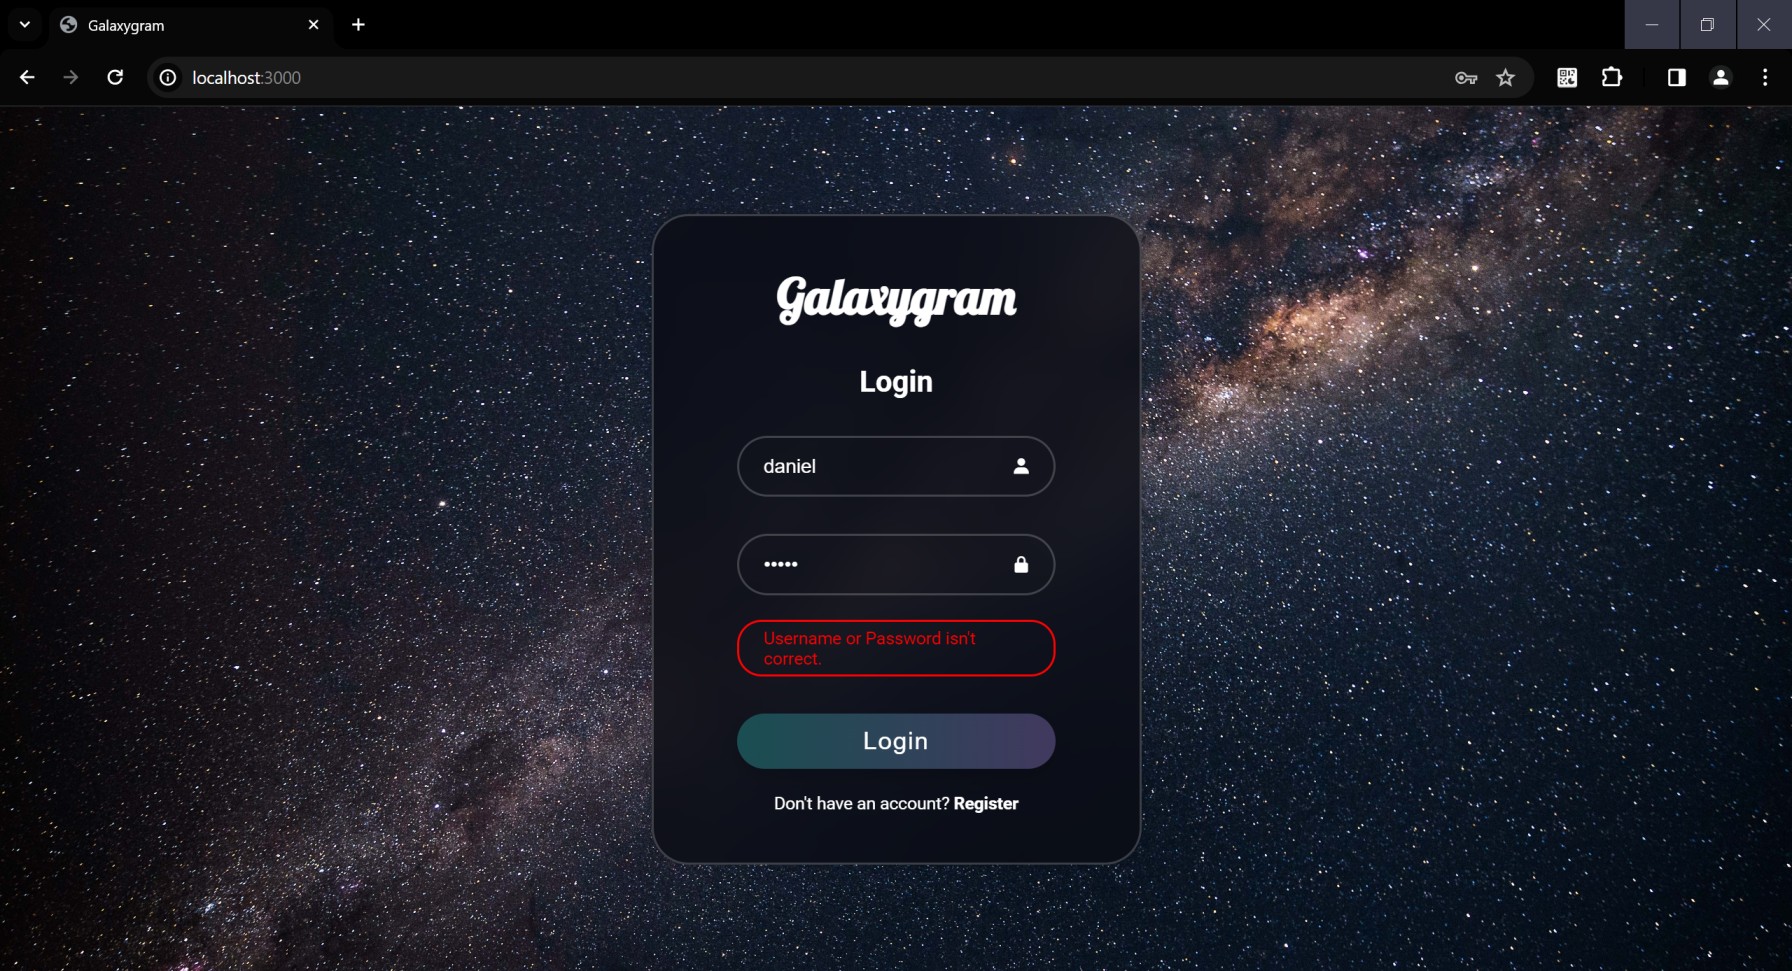 Galaxygram
localhost:3000
Galaxygram
Login
daniel
•••••
Username or Password isn't
correct.
Login
Don't have an account? Register